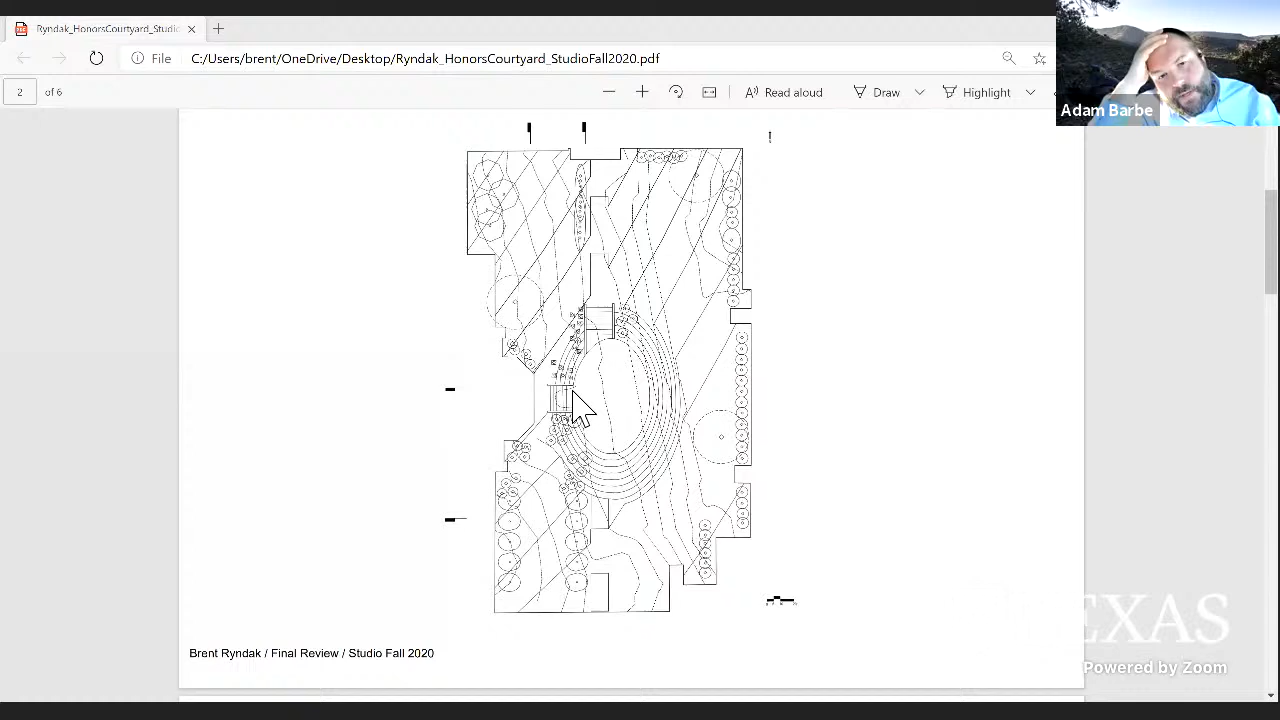 Ryndak_HonorsCourtyard_Studio
File C:/Users/brent/OneDrive/Desktop/Ryndak_HonorsCourtyard_StudioFall2020.pdf
2 of 6 Read aloud Draw Highlight
Adam Barbe
Brent Ryndak / Final Review / Studio Fall 2020
EXAS
Powered by Zoom